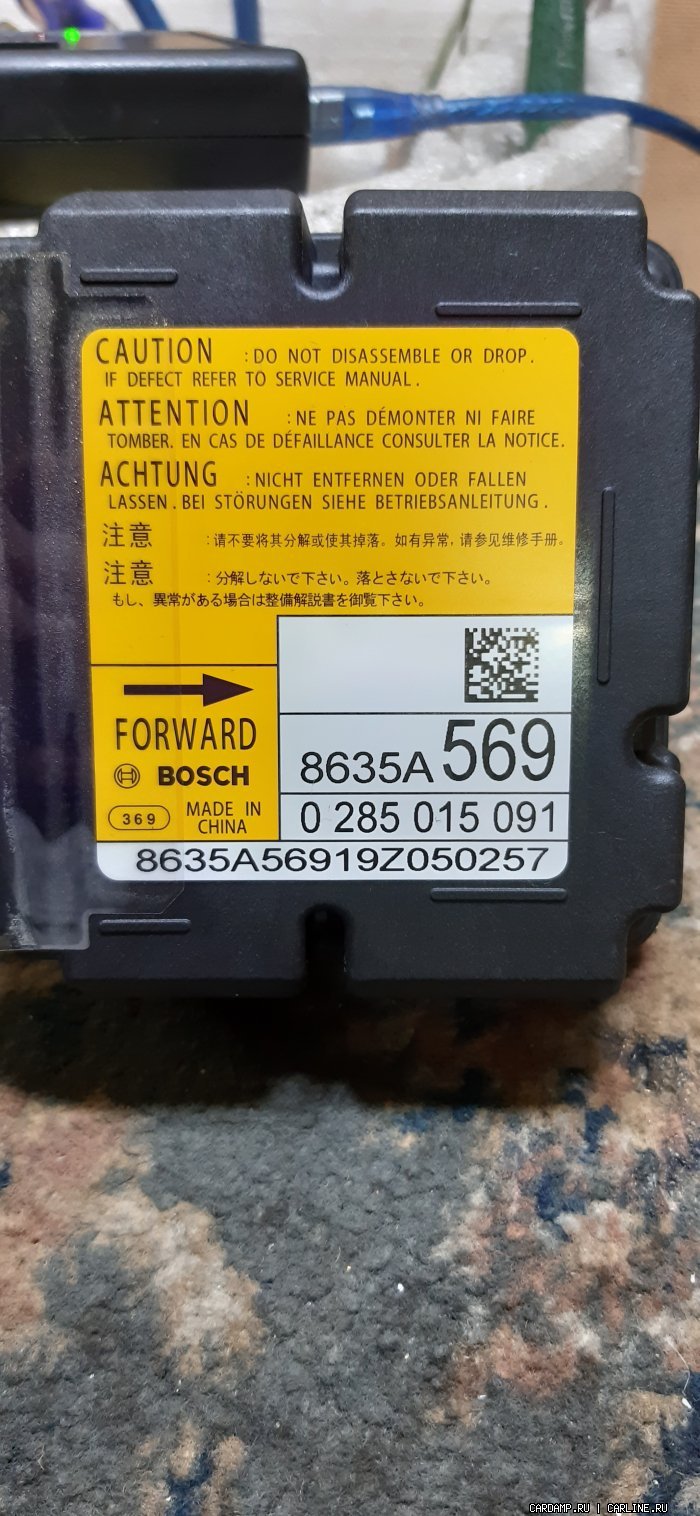 CAUTION :DO NOT DISASSEMBLE OR DROP.
IF DEFECT REFER TO SERVICE MANUAL.
ATTENTION :NE PAS DÉMONTER NI FAIRE
TOMBER. EN CAS DE DÉFAILLANCE CONSULTER LA NOTICE.
ACHTUNG :NICHT ENTFERNEN ODER FALLEN
LASSEN. BEI STÖRUNGEN SIEHE BETRIEBSANLEITUNG.
注意 :请不要将其分解或使其掉落。如有异常,请参见维修手册。
注意 :分解しないで下さい。落とさないで下さい。
もし、異常がある場合は整備解説書を御覧下さい。
FORWARD
BOSCH
369 MADE IN
CHINA
8635A569
0 285 015 091
8635A56919Z050257
CARDAMP.RU | CARLINE.RU